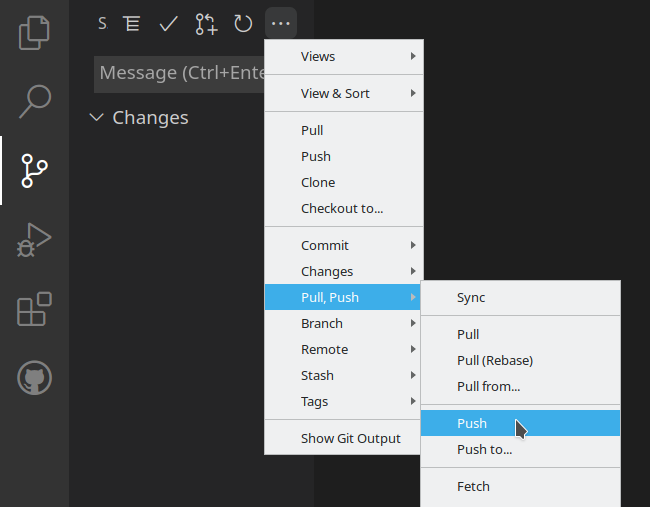 S
Message (Ctrl+Ente
Changes
Views
View & Sort
Pull
Push
Clone
Checkout to...
Commit
Changes
Pull, Push
Branch
Remote
Stash
Tags
Show Git Output
Sync
Pull
Pull (Rebase)
Pull from...
Push
Push to...
Fetch